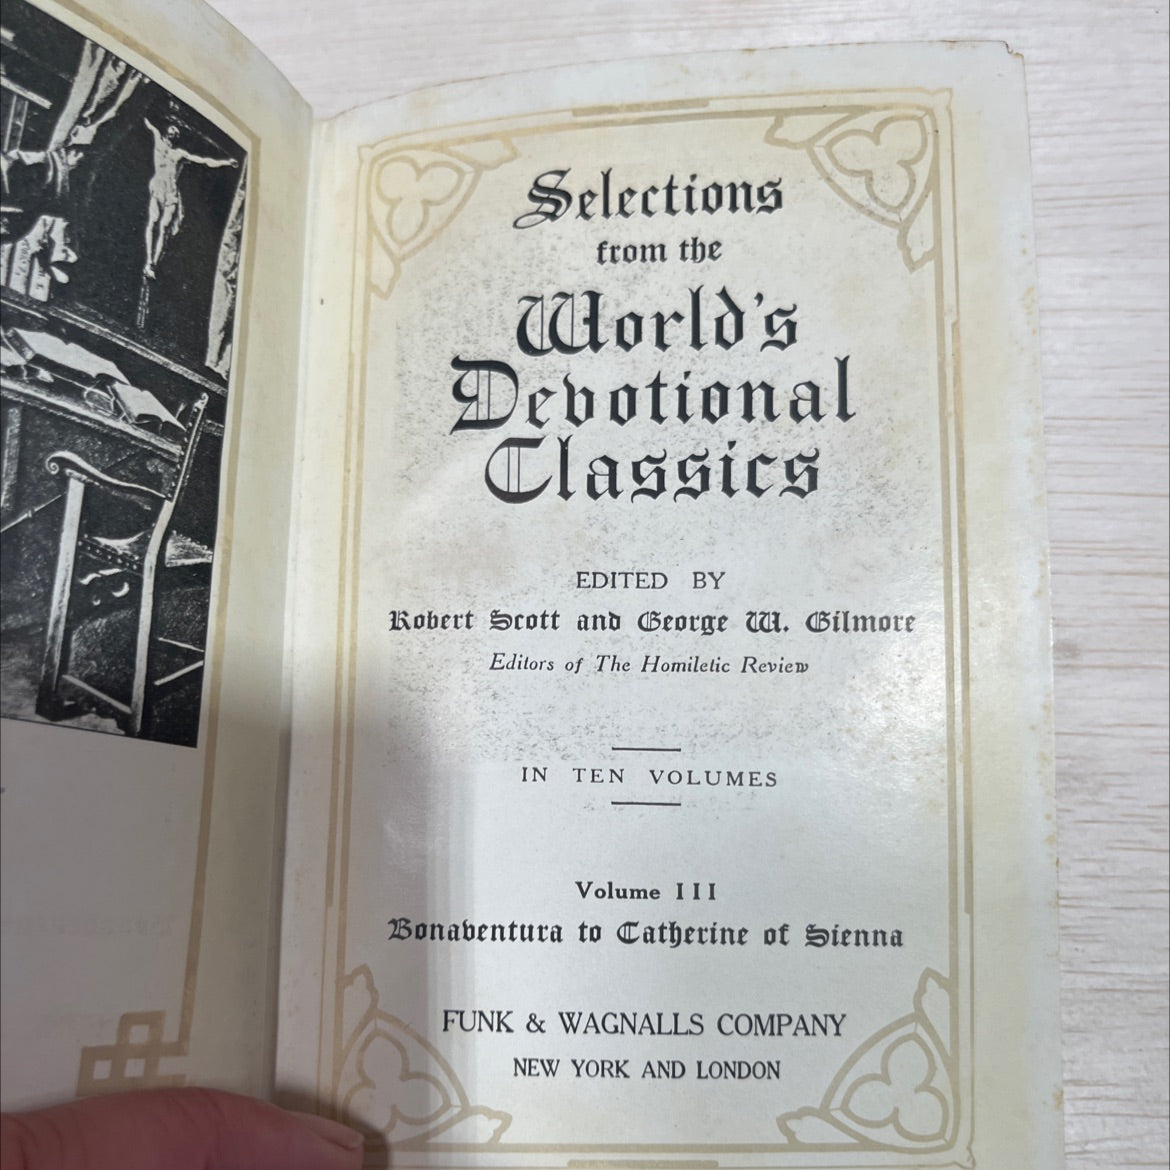 Selections
from the
World's
Devotional
Classics
EDITED BY
Robert Scott and George W. Gilmore
Editors of The Homiletic Review
IN TEN VOLUMES
Volume III
Bonaventura to Catherine of Sienna
FUNK & WAGNALLS COMPANY
NEW YORK AND LONDON